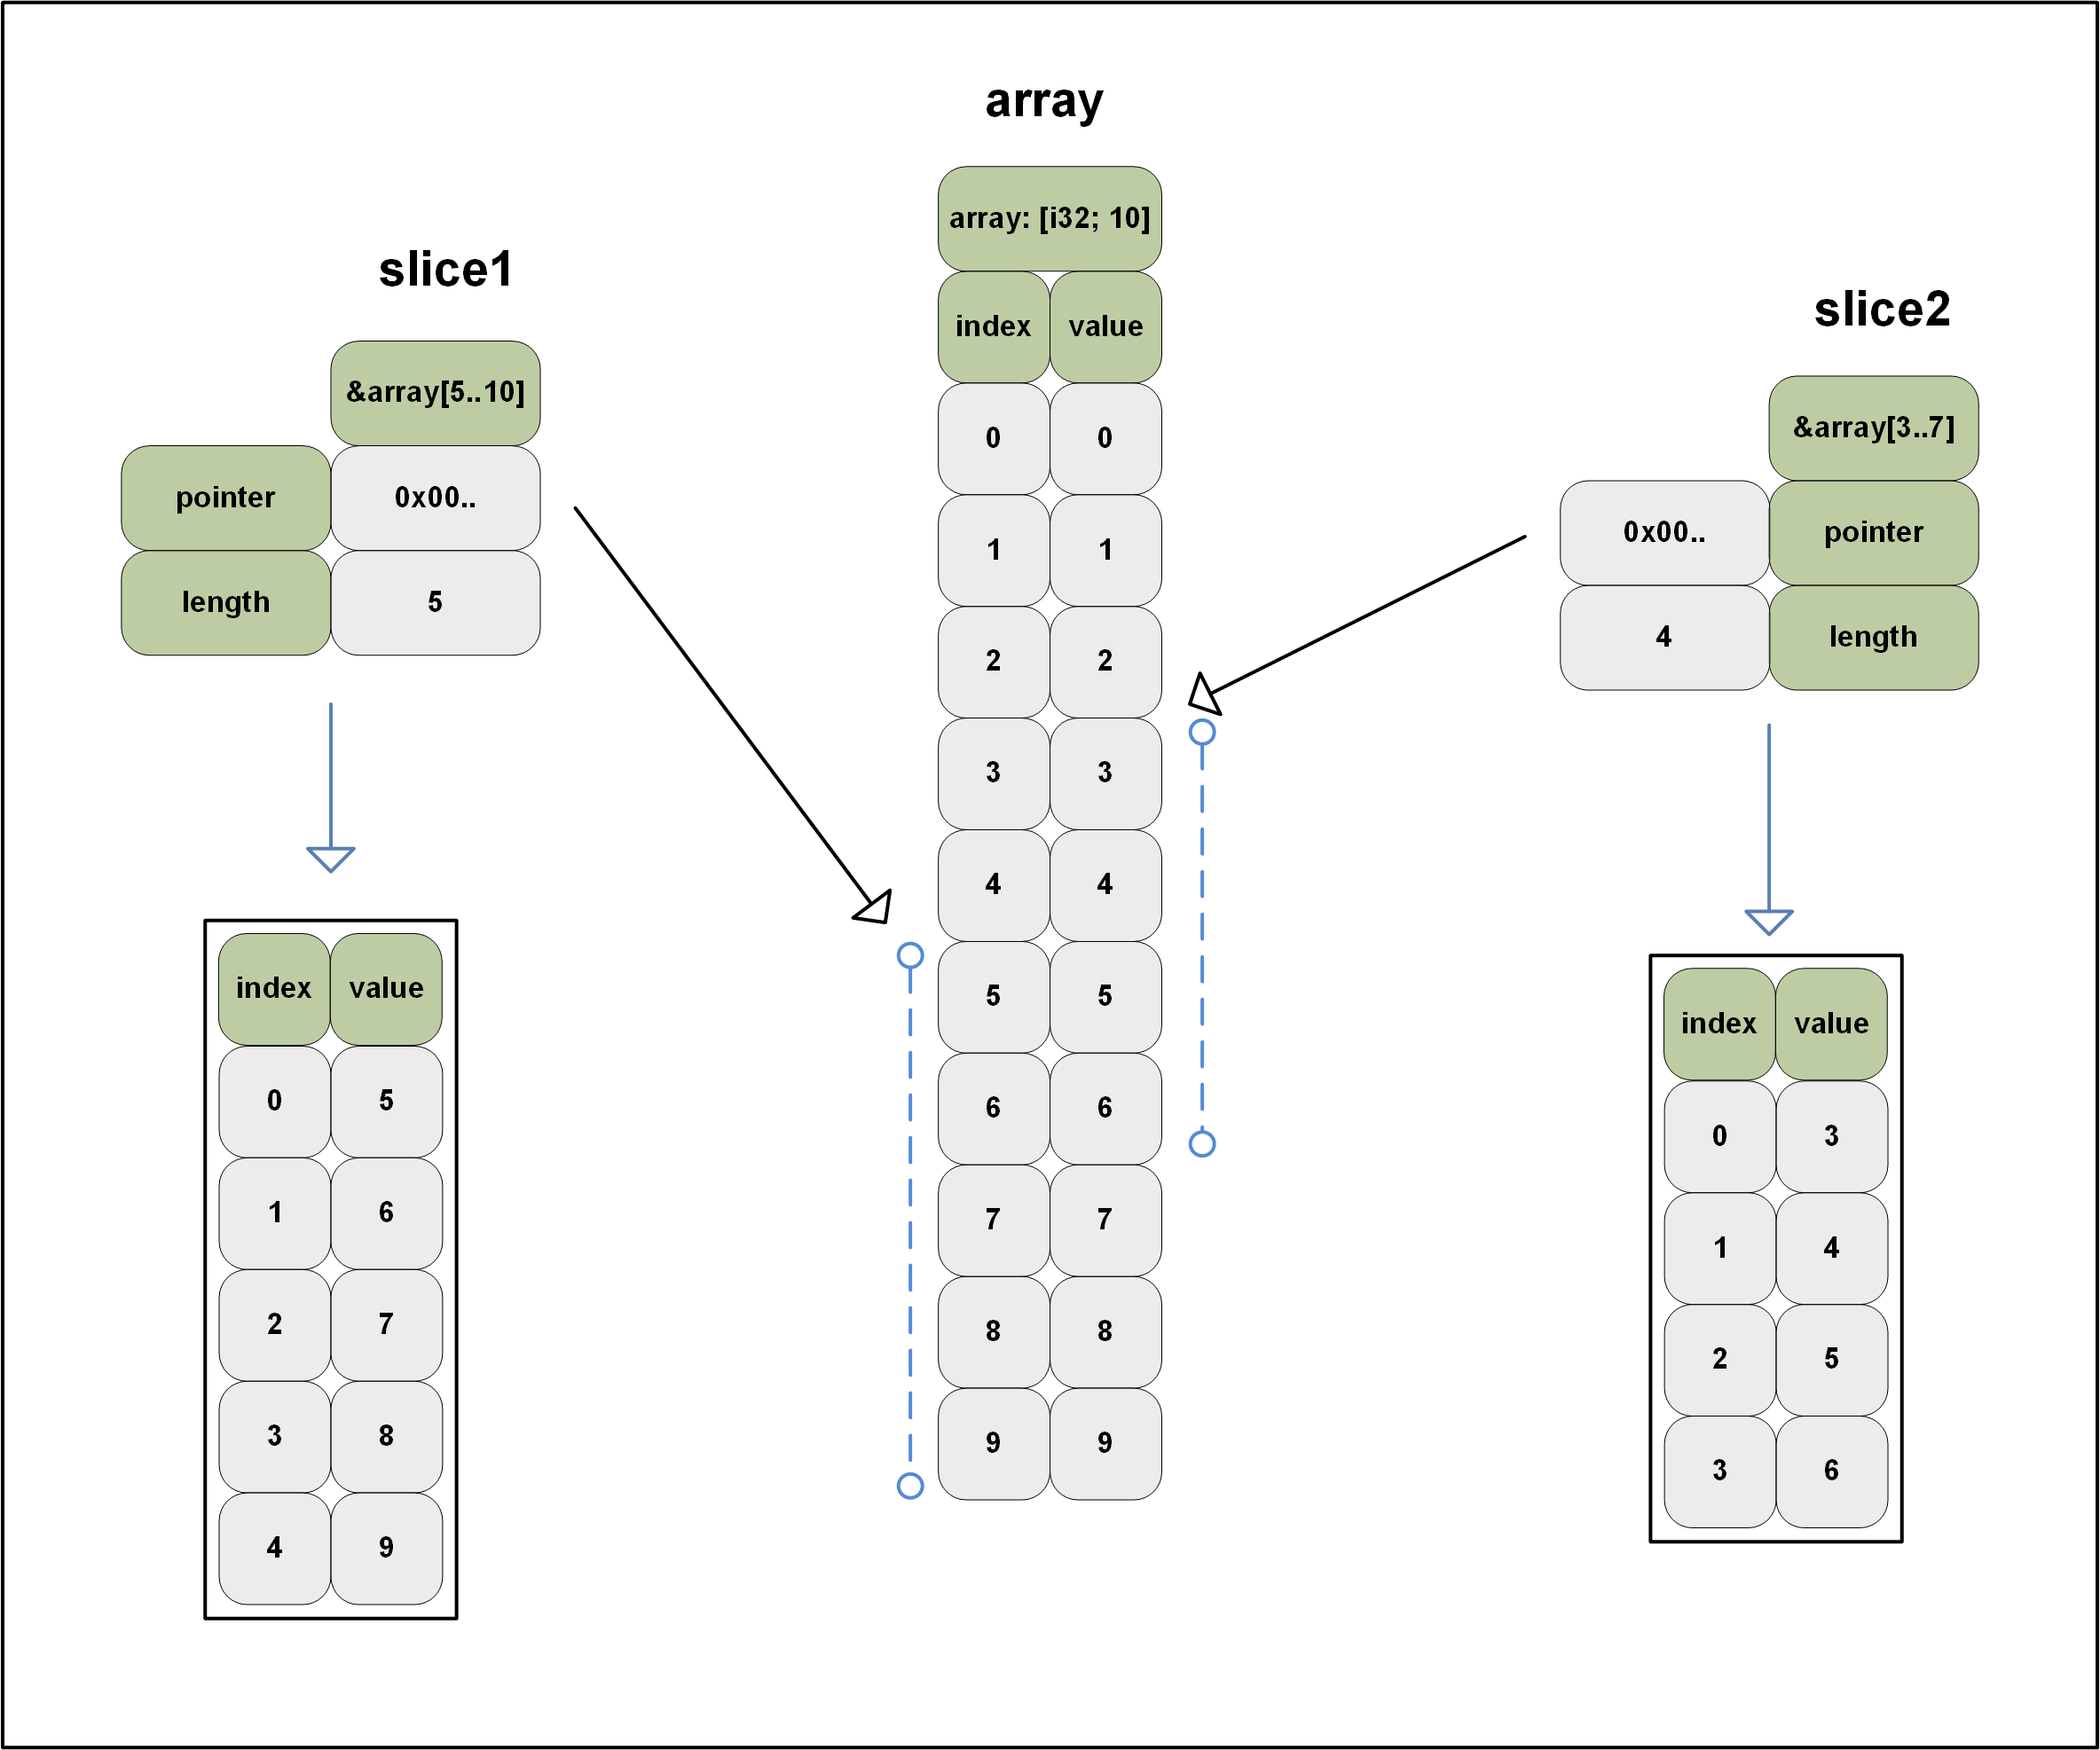 array
array: [i32; 10]
index value
0 0
1 1
2 2
3 3
4 4
5 5
6 6
7 7
8 8
9 9
slice1
&array[5..10]
pointer 0x00..
length 5
index value
0 5
1 6
2 7
3 8
4 9
slice2
&array[3..7]
0x00.. pointer
4 length
index value
0 3
1 4
2 5
3 6